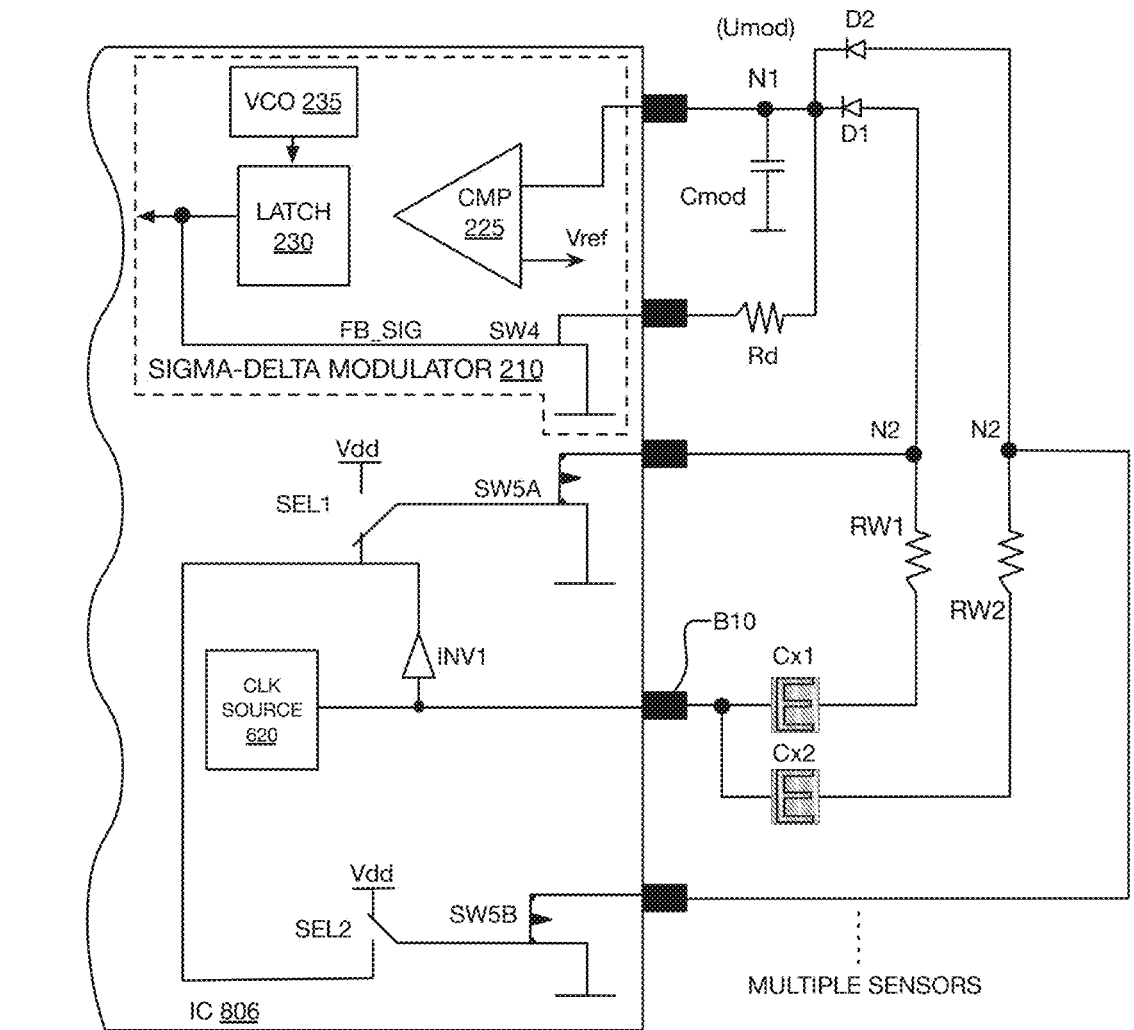 (Umod)
D2
VCO 235
N1
D1
LATCH
230
CMP
225
Cmod
Vref
FB_SIG
SW4
Rd
SIGMA-DELTA MODULATOR 210
Vdd
N2
N2
SEL1
SW5A
RW1
RW2
B10
INV1
Cx1
CLK
SOURCE
620
Cx2
Vdd
SW5B
SEL2
MULTIPLE SENSORS
IC 806